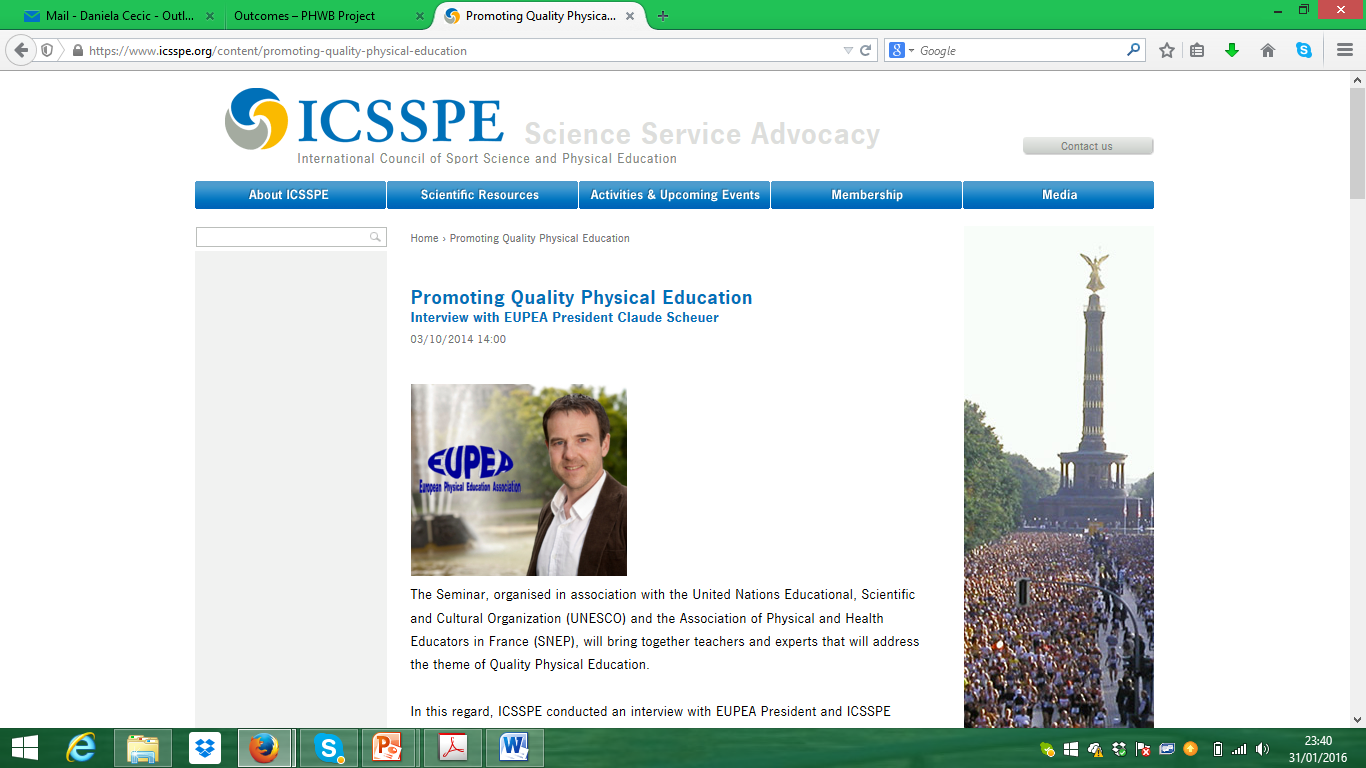 Mail - Daniela Cecic - Outl...
Outcomes – PHWB Project
Promoting Quality Physica...
https://www.icsspe.org/content/promoting-quality-physical-education
Google
ICSSPE Science Service Advocacy
International Council of Sport Science and Physical Education
Contact us
About ICSSPE
Scientific Resources
Activities & Upcoming Events
Membership
Media
Home › Promoting Quality Physical Education
Promoting Quality Physical Education
Interview with EUPEA President Claude Scheuer
03/10/2014 14:00
EUPEA
European Physical Education Association
The Seminar, organised in association with the United Nations Educational, Scientific
and Cultural Organization (UNESCO) and the Association of Physical and Health
Educators in France (SNEP), will bring together teachers and experts that will address
the theme of Quality Physical Education.
In this regard, ICSSPE conducted an interview with EUPEA President and ICSSPE
23:40
31/01/2016